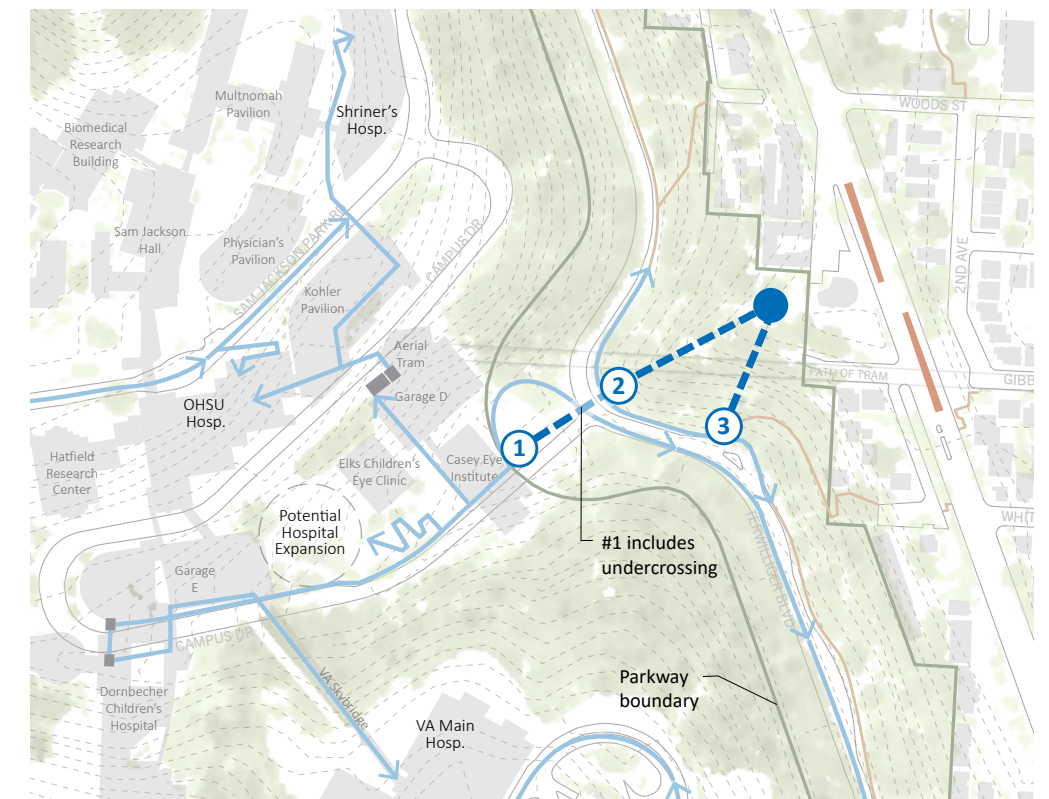 Multnomah
Pavilion
Shriner's
Hosp.
WOODS ST
Biomedical
Research
Building
Sam Jackson
Hall
Physician's
Pavilion
SAM JACKSON PARK RD
CAMPUS DR
2ND AVE
Kohler
Pavilion
Aerial
Tram
PATH OF TRAM
GIBB
2
Garage D
OHSU
Hosp.
3
1
Hatfield
Research
Center
Elks Children's
Eye Clinic
Casey Eye
Institute
Potential
Hospital
Expansion
WHIT
#1 includes
undercrossing
TERWILLIGER BLVD
Garage
E
CAMPUS DR
VA Skybridge
Parkway
boundary
Dornbecher
Children's
Hospital
VA Main
Hosp.